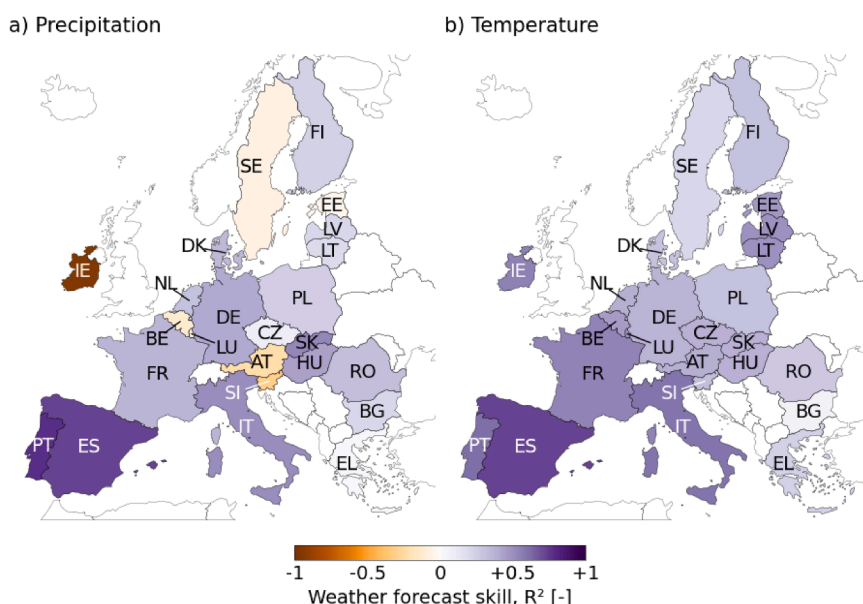 a) Precipitation
b) Temperature
FI
SE
EE
LV
LT
DK
IE
NL
PL
DE
BE
LU
CZ
SK
AT
HU
FR
RO
SI
BG
IT
PT
ES
EL
FI
SE
EE
LV
LT
DK
IE
NL
PL
DE
BE
LU
CZ
SK
AT
HU
FR
RO
SI
BG
IT
PT
ES
EL
-1 -0.5 0 +0.5 +1
Weather forecast skill, R² [-]